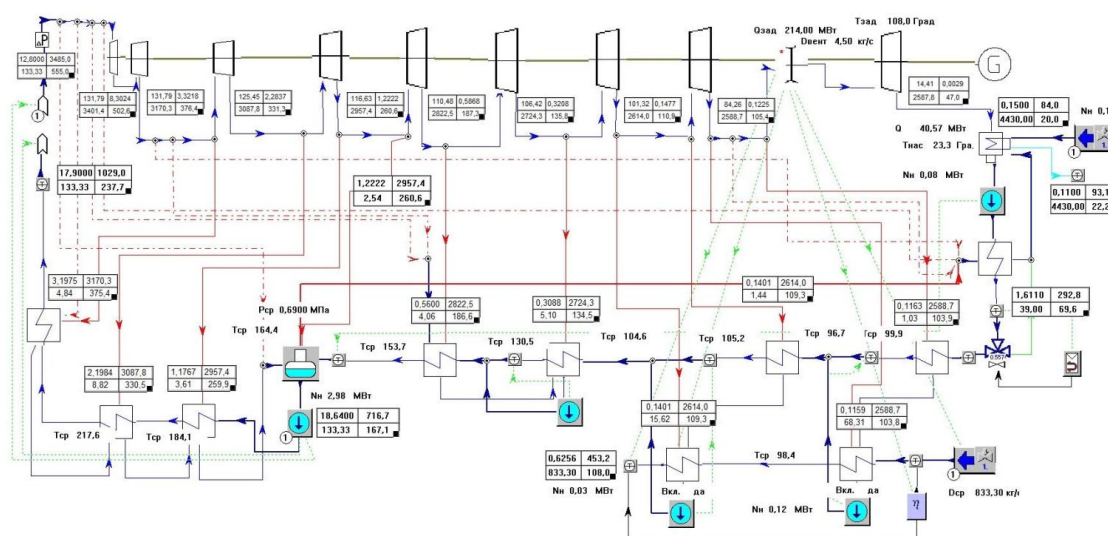 Тзад 108,0 Град
Qзад 214,00 МВт
Dвент 4,50 кг/с
ΔP
G
12,8000 3485,0
133,33 555,0
131,79 8,3024
3401,4 502,6
131,79 3,3218
3170,3 376,4
125,45 2,2837
3087,8 331,3
116,63 1,2222
2957,4 260,6
110,48 0,5868
2822,5 187,3
106,42 0,3208
2724,3 135,8
101,32 0,1477
2614,0 110,9
84,26 0,1225
2588,7 105,4
14,41 0,0029
2587,8 47,0
0,1500 84,0
4430,00 20,0
Nн 0,1
Q 40,57 МВт
Тнас 23,3 Гра.
1
1
Nн 0,08 МВт
17,9000 1029,0
133,33 237,7
1,2222 2957,4
2,54 260,6
0,1100 93,1
4430,00 22,2
3,1975 3170,3
4,84 375,4
Pср 0,6900 МПа
Тср 164,4
0,5600 2822,5
4,06 186,6
0,3088 2724,3
5,10 134,5
0,1401 2614,0
1,44 109,3
0,1163 2588,7
1,03 103,9
1,6110 292,8
39,00 69,6
Тср 153,7
Тср 130,5
Тср 104,6
Тср 105,2
Тср 96,7
Тср 99,9
0,557
2,1984 3087,8
8,82 330,5
1,1767 2957,4
3,61 259,9
Nн 2,98 МВт
18,6400 716,7
133,33 167,1
1
Тср 217,6
Тср 184,1
0,1401 2614,0
15,62 109,3
0,1159 2588,7
68,31 103,8
0,6256 453,2
833,30 108,0
Тср 98,4
1
Nн 0,03 МВт
Вкл. да
Nн 0,12 МВт
Вкл. да
η
Dср 833,30 кг/с